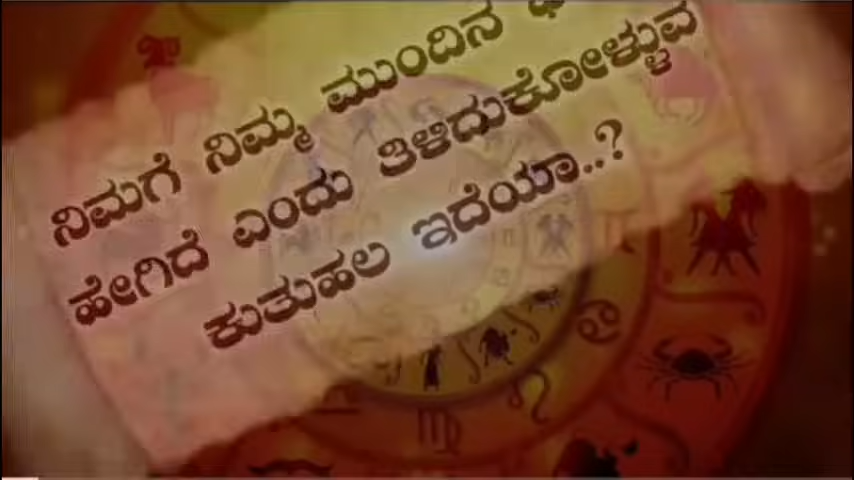 ನಿಮಗೆ ನಿಮ್ಮ ಮುಂದಿನ
ಹೇಗಿದೆ ಎಂದು ತಿಳಿದುಕೋಳ್ಳುವ
ಕುತುಹಲ ಇದೆಯಾ..?